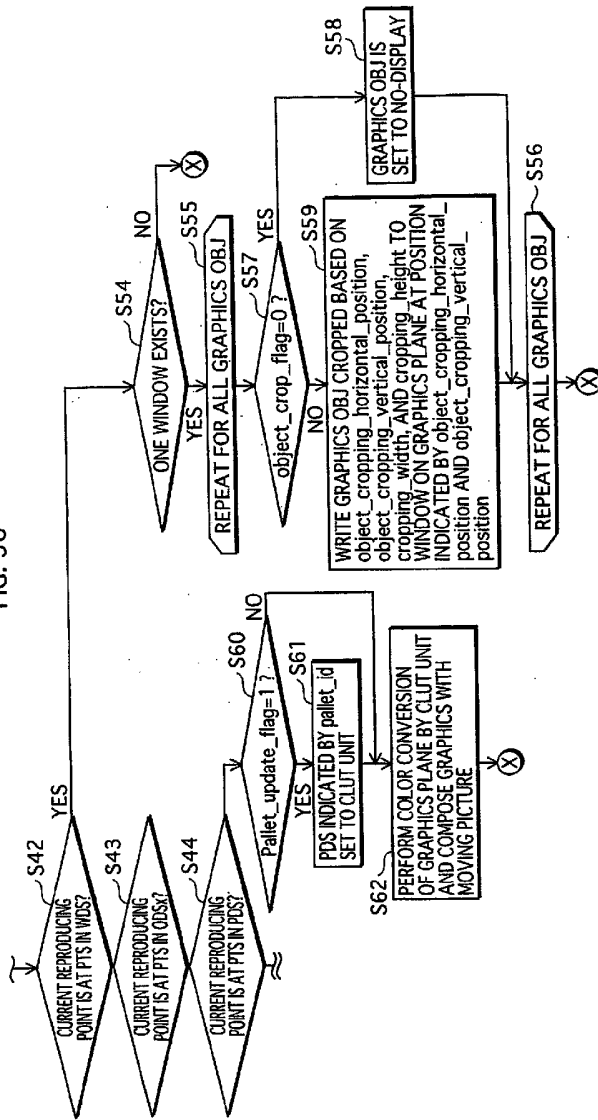 S42
CURRENT REPRODUCING
POINT IS AT PTS IN WDS?
YES
S43
CURRENT REPRODUCING
POINT IS AT PTS IN ODSx?
S44
CURRENT REPRODUCING
POINT IS AT PTS IN PDS?
S54
ONE WINDOW EXISTS?
NO
X
YES
S55
REPEAT FOR ALL GRAPHICS OBJ
S57
object_crop_flag=0 ?
YES
NO
S58
GRAPHICS OBJ IS
SET TO NO-DISPLAY
S59
WRITE GRAPHICS OBJ CROPPED BASED ON
object_cropping_horizontal_position,
object_cropping_vertical_position,
cropping_width, AND cropping_height TO
WINDOW ON GRAPHICS PLANE AT POSITION
INDICATED BY object_cropping_horizontal_
position AND object_cropping_vertical_
position
S56
REPEAT FOR ALL GRAPHICS OBJ
X
S60
Pallet_update_flag=1 ?
NO
YES
S61
PDS INDICATED BY pallet_id
SET TO CLUT UNIT
S62
PERFORM COLOR CONVERSION
OF GRAPHICS PLANE BY CLUT UNIT
AND COMPOSE GRAPHICS WITH
MOVING PICTURE
X